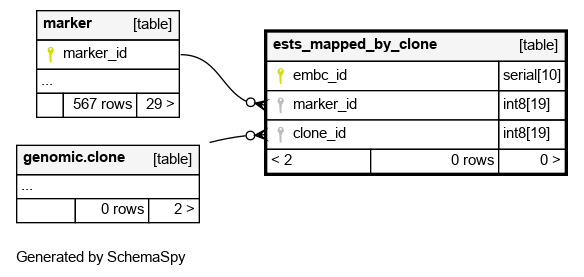 marker [table]
marker_id
...
567 rows 29 >
genomic.clone [table]
...
0 rows 2 >
ests_mapped_by_clone [table]
embc_id serial[10]
marker_id int8[19]
clone_id int8[19]
< 2 0 rows 0 >
Generated by SchemaSpy